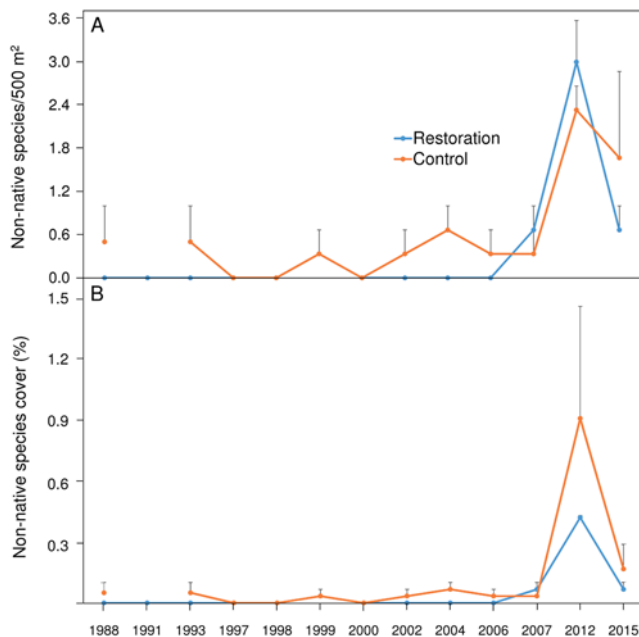 A
Non-native species/500 m²
3.6
3.0
2.4
1.8
1.2
0.6
0.0
Restoration
Control
B
Non-native species cover (%)
1.5
1.2
0.9
0.6
0.3
1988 1991 1993 1997 1998 1999 2000 2002 2004 2006 2007 2012 2015